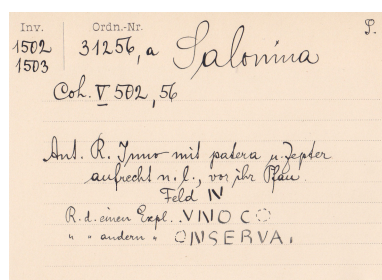 Inv. Ordn.-Nr. P.
1502 31256, a Salonina
1503
Coh. V 502, 56
Ant. R. Juno mit patera u. Zepter
aufrecht n. l., vor ihr Pfau.
Feld IV
R. d. einen Expl. VNO CO
" " andern " ONSERVA.